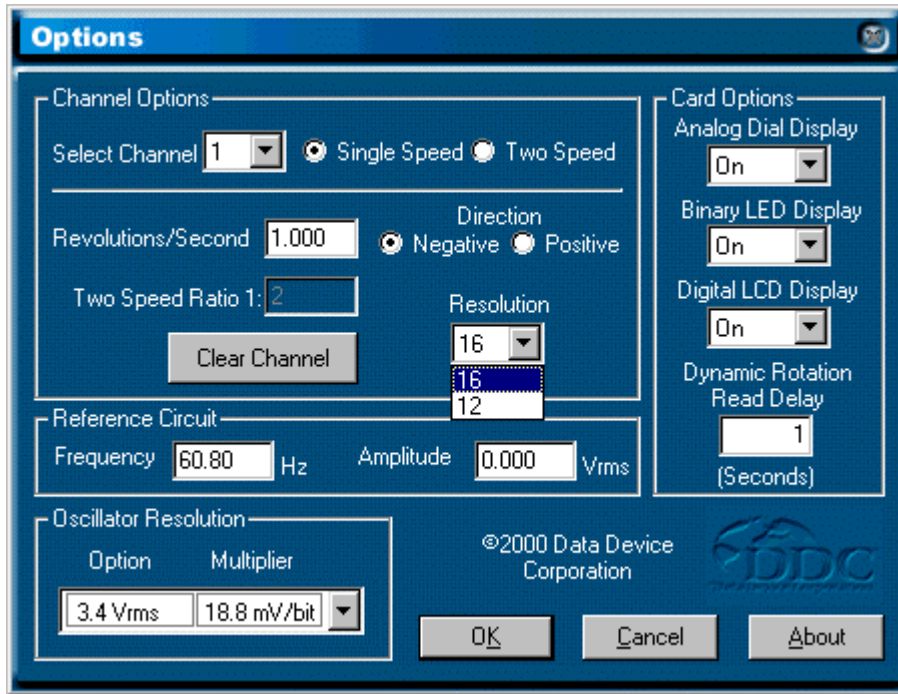 Options
Channel Options
Select Channel 1 Single Speed Two Speed
Revolutions/Second 1.000
Direction
Negative Positive
Two Speed Ratio 1: 2
Resolution
16
16
12
Clear Channel
Card Options
Analog Dial Display
On
Binary LED Display
On
Digital LCD Display
On
Dynamic Rotation
Read Delay
1
(Seconds)
Reference Circuit
Frequency 60.80 Hz Amplitude 0.000 Vrms
Oscillator Resolution
Option Multiplier
3.4 Vrms 18.8 mV/bit
©2000 Data Device
Corporation
DDC
OK Cancel About